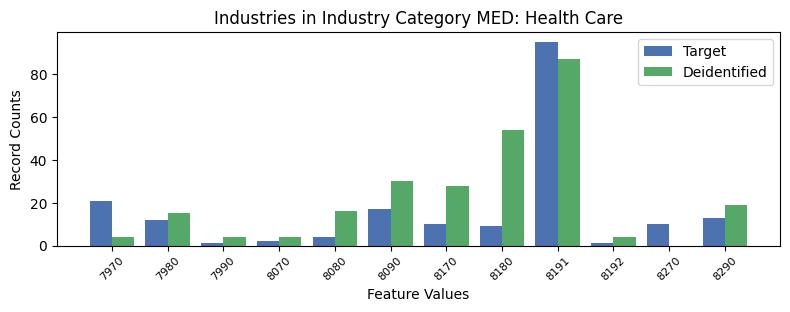 Industries in Industry Category MED: Health Care
Target
Deidentified
Record Counts
80
60
40
20
0
7970 7980 7990 8070 8080 8090 8170 8180 8191 8192 8270 8290
Feature Values